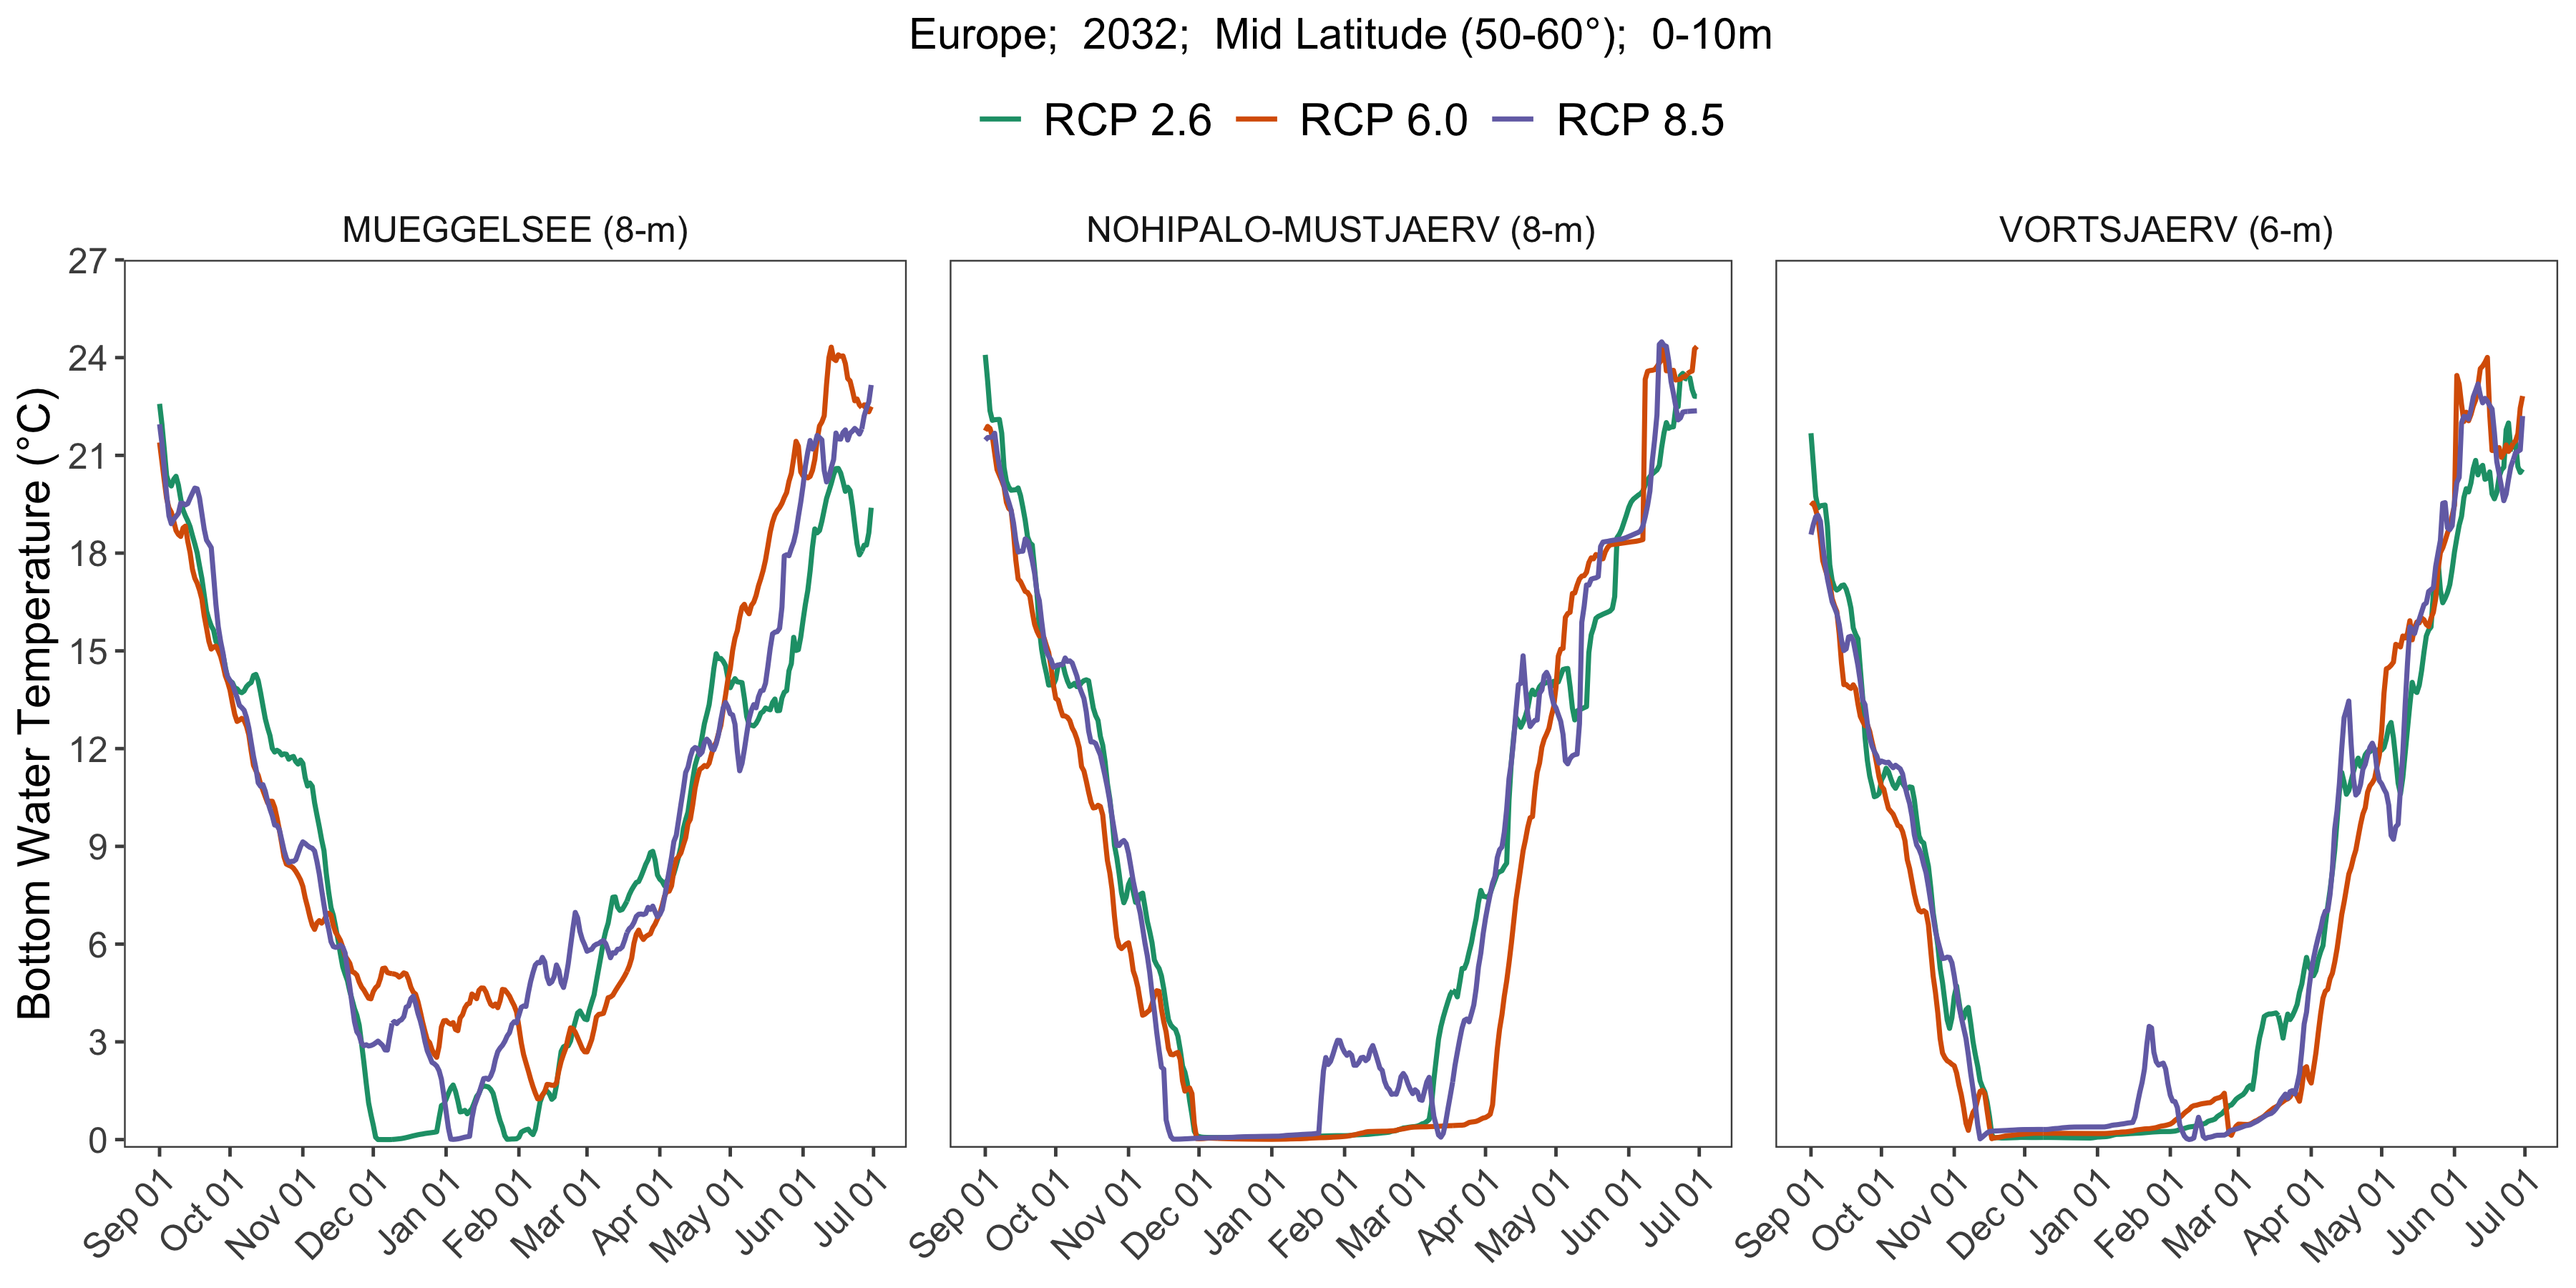 Europe;  2032;  Mid Latitude (50-60°);  0-10m
RCP 2.6 RCP 6.0 RCP 8.5
MUEGGELSEE (8-m) NOHIPALO-MUSTJAERV (8-m) VORTSJAERV (6-m)
Bottom Water Temperature (°C)
27
24
21
18
15
12
9
6
3
0
Sep 01 Oct 01 Nov 01 Dec 01 Jan 01 Feb 01 Mar 01 Apr 01 May 01 Jun 01 Jul 01 Sep 01 Oct 01 Nov 01 Dec 01 Jan 01 Feb 01 Mar 01 Apr 01 May 01 Jun 01 Jul 01 Sep 01 Oct 01 Nov 01 Dec 01 Jan 01 Feb 01 Mar 01 Apr 01 May 01 Jun 01 Jul 01